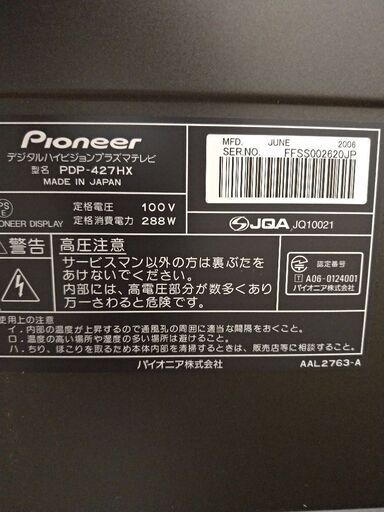 Pioneer
デジタルハイビジョンプラズマテレビ
型名 PDP-427HX
MADE IN JAPAN
MFD. JUNE 2006
SER.NO. FFSS002620JP
PS
E
定格電圧 100V
定格消費電力 288W
PIONEER DISPLAY
JQA JQ10021
警告 高圧注意
サービスマン以外の方は裏ぶたを
あけないでください。
内部には、高電圧部分が数多くあり
万一さわると危険です。
認定番号
A06-0124001
パイオニア株式会社
使用上の注意
イ．内部の温度が上昇するので通風孔の周囲に適当な間隔をおくこと。
ロ．温度の高い場所や湿度の多い場所は避けること。
ハ．ちり、ほこりを取るため本体内部を清掃するときは、販売店等に相談すること。
パイオニア株式会社
AAL2763-A